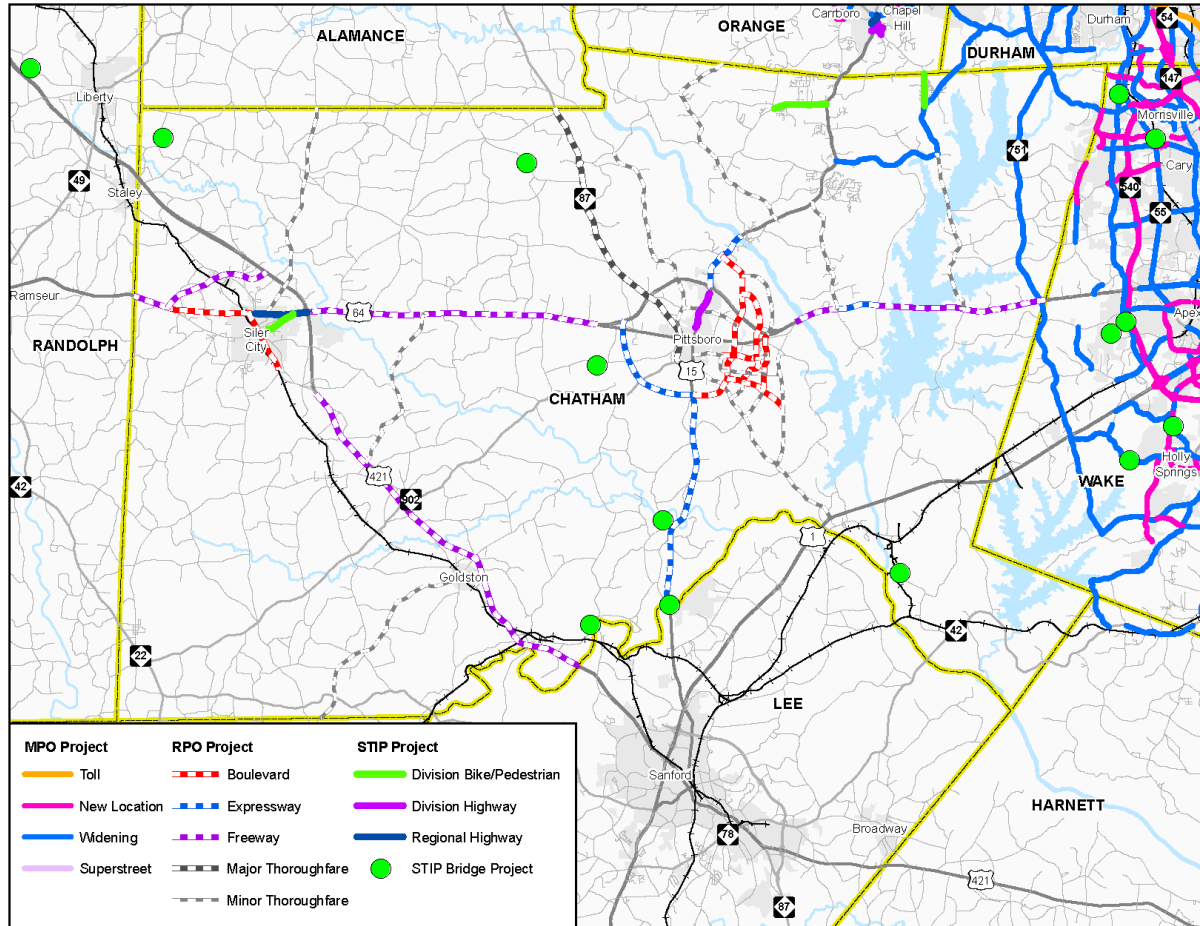 ALAMANCE
ORANGE
Carrboro
Chapel
Hill
Durham
54
DURHAM
147
Liberty
Morrisville
49
Staley
87
751
Cary
540
55
Ramseur
64
RANDOLPH
Siler
City
Pittsboro
15
Apex
CHATHAM
42
421
902
WAKE
Holly
Springs
1
Goldston
22
42
LEE
MPO Project
Toll
New Location
Widening
Superstreet
RPO Project
Boulevard
Expressway
Freeway
Major Thoroughfare
Minor Thoroughfare
STIP Project
Division Bike/Pedestrian
Division Highway
Regional Highway
STIP Bridge Project
Sanford
78
Broadway
HARNETT
421
87